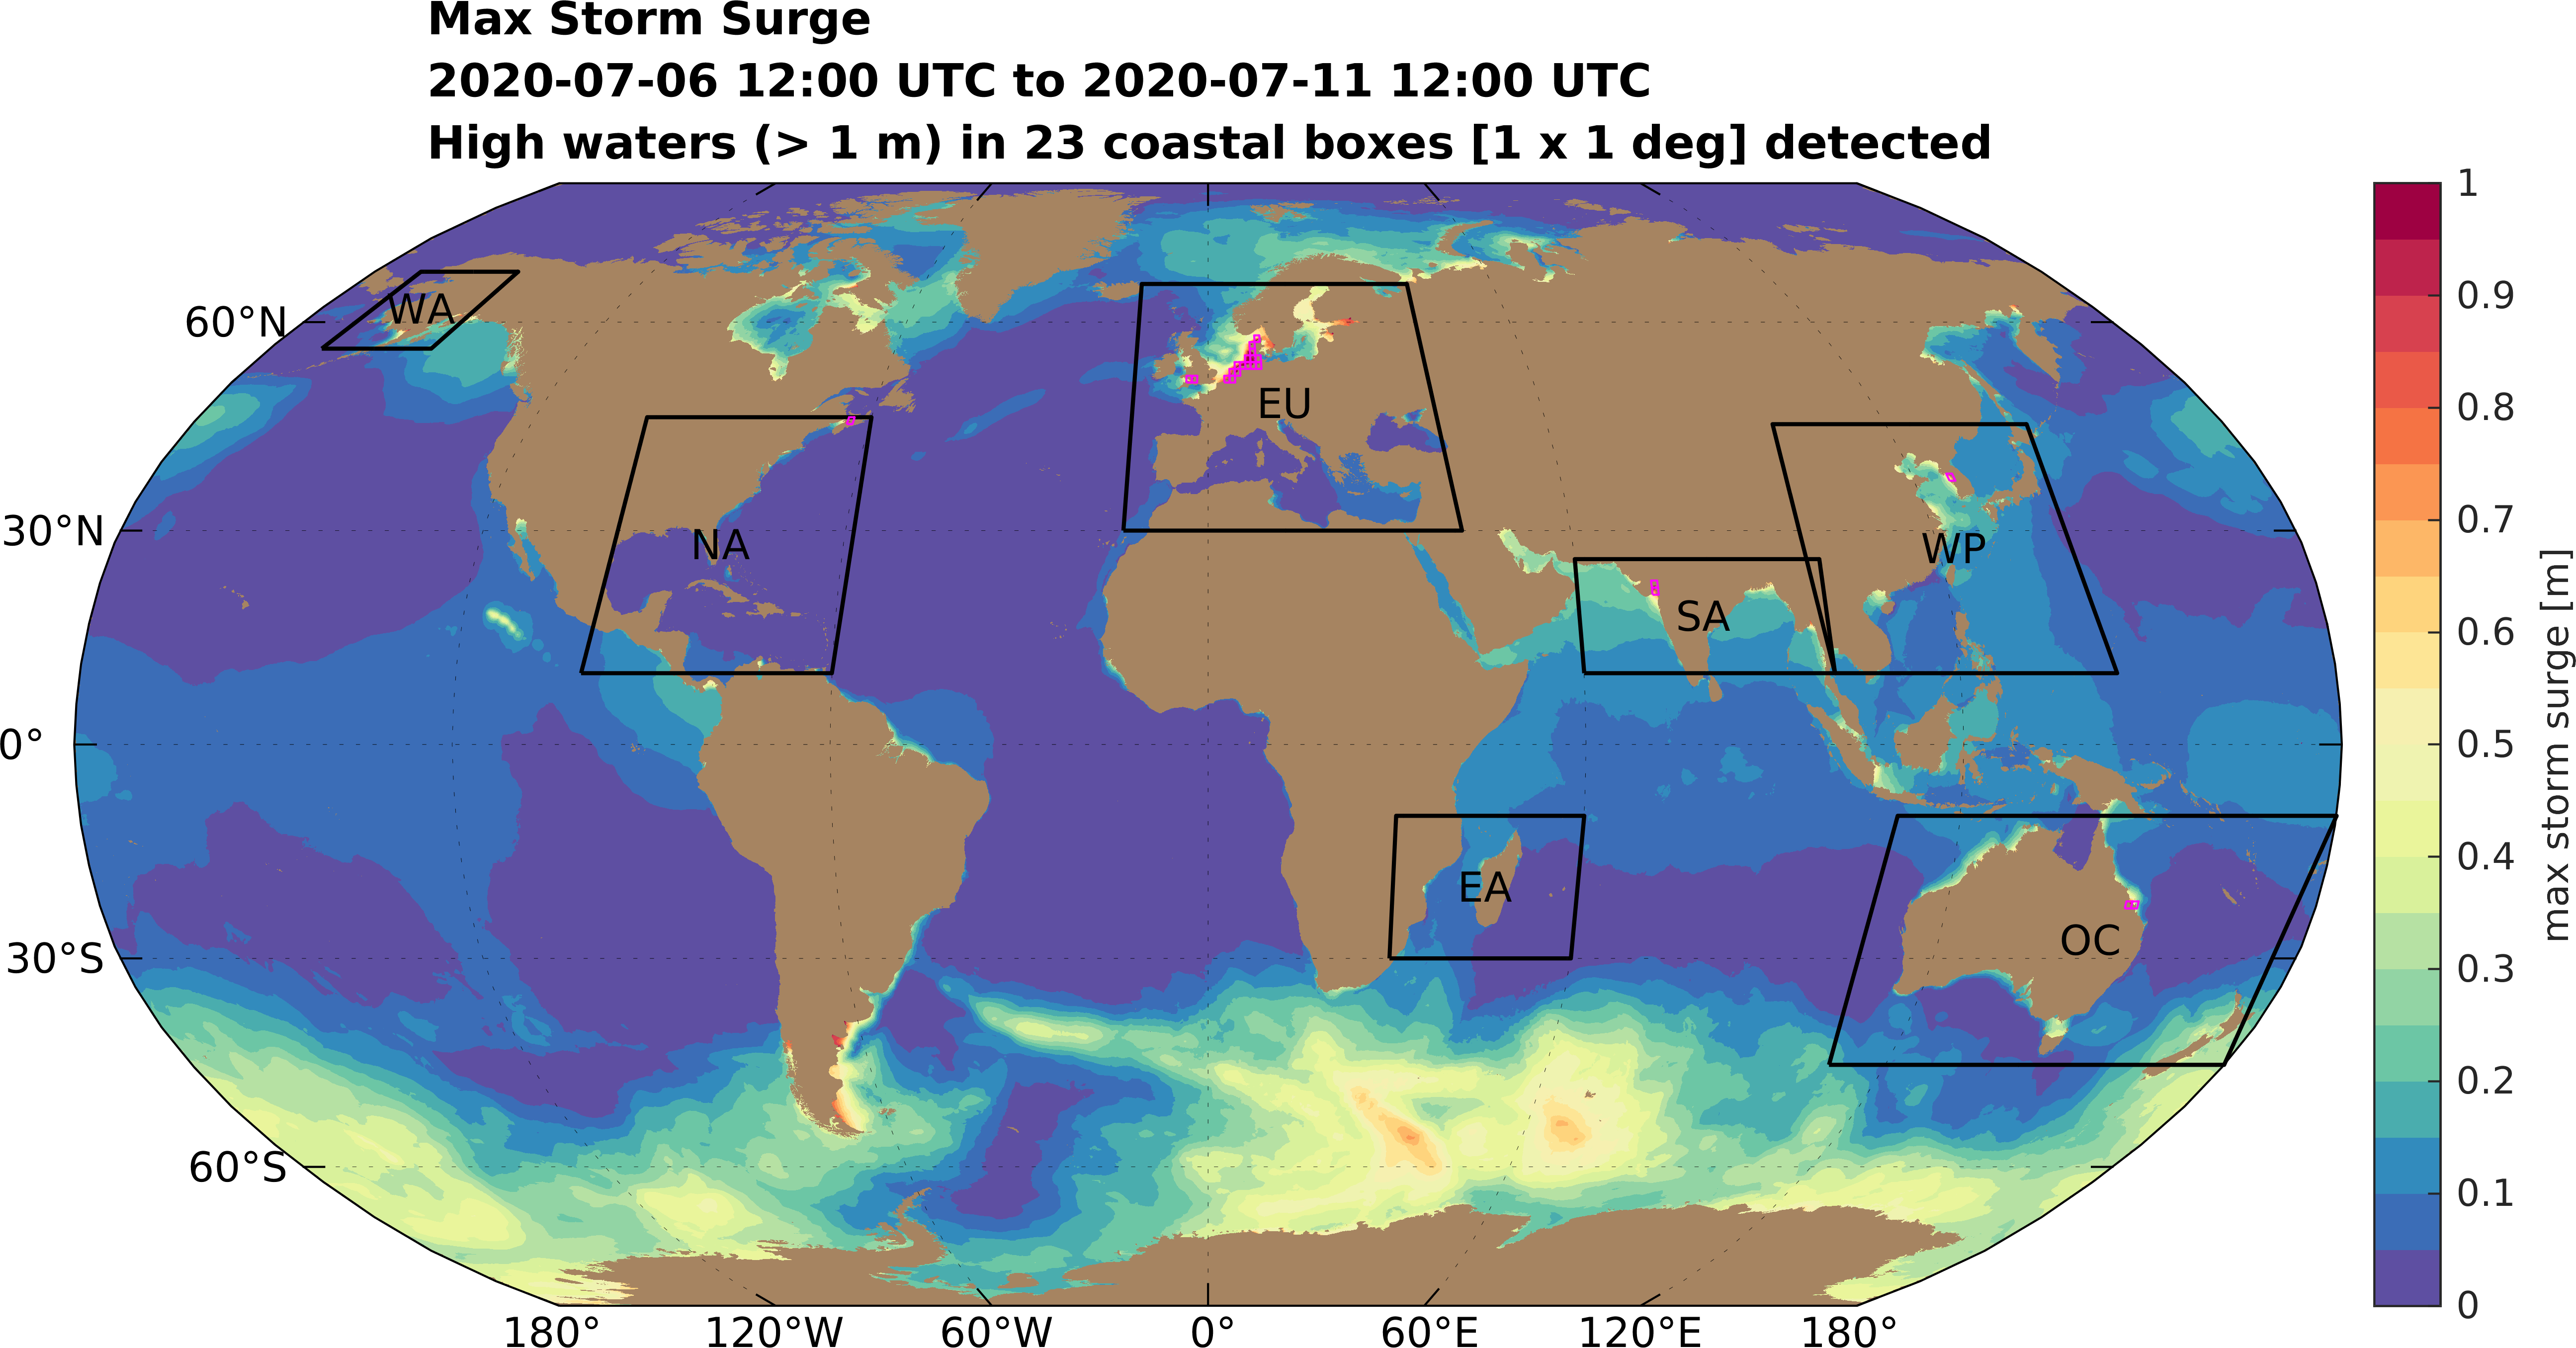 Max Storm Surge
2020-07-06 12:00 UTC to 2020-07-11 12:00 UTC
High waters (> 1 m) in 23 coastal boxes [1 x 1 deg] detected
60°N
30°N
0°
30°S
60°S
WA
NA
EU
SA
WP
EA
OC
180°
120°W
60°W
0°
60°E
120°E
180°
1
0.9
0.8
0.7
0.6
0.5
0.4
0.3
0.2
0.1
0
max storm surge [m]